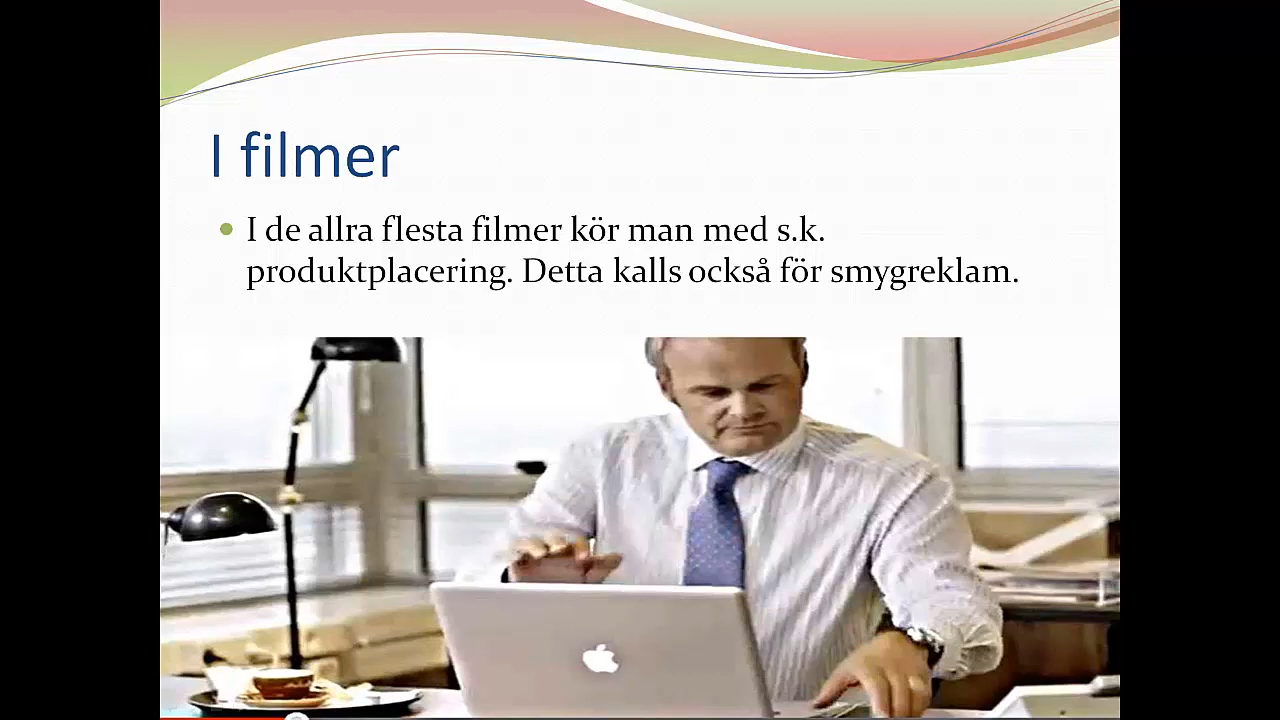 I filmer
I de allra flesta filmer kör man med s.k.
produktplacering. Detta kalls också för smygreklam.